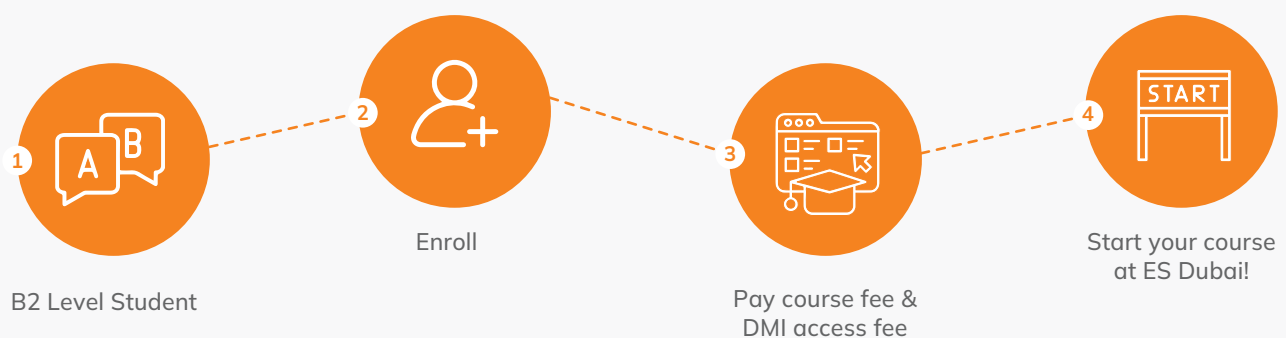 1
A
B
B2 Level Student
2
Enroll
3
Pay course fee &
DMI access fee
4
START
Start your course
at ES Dubai!